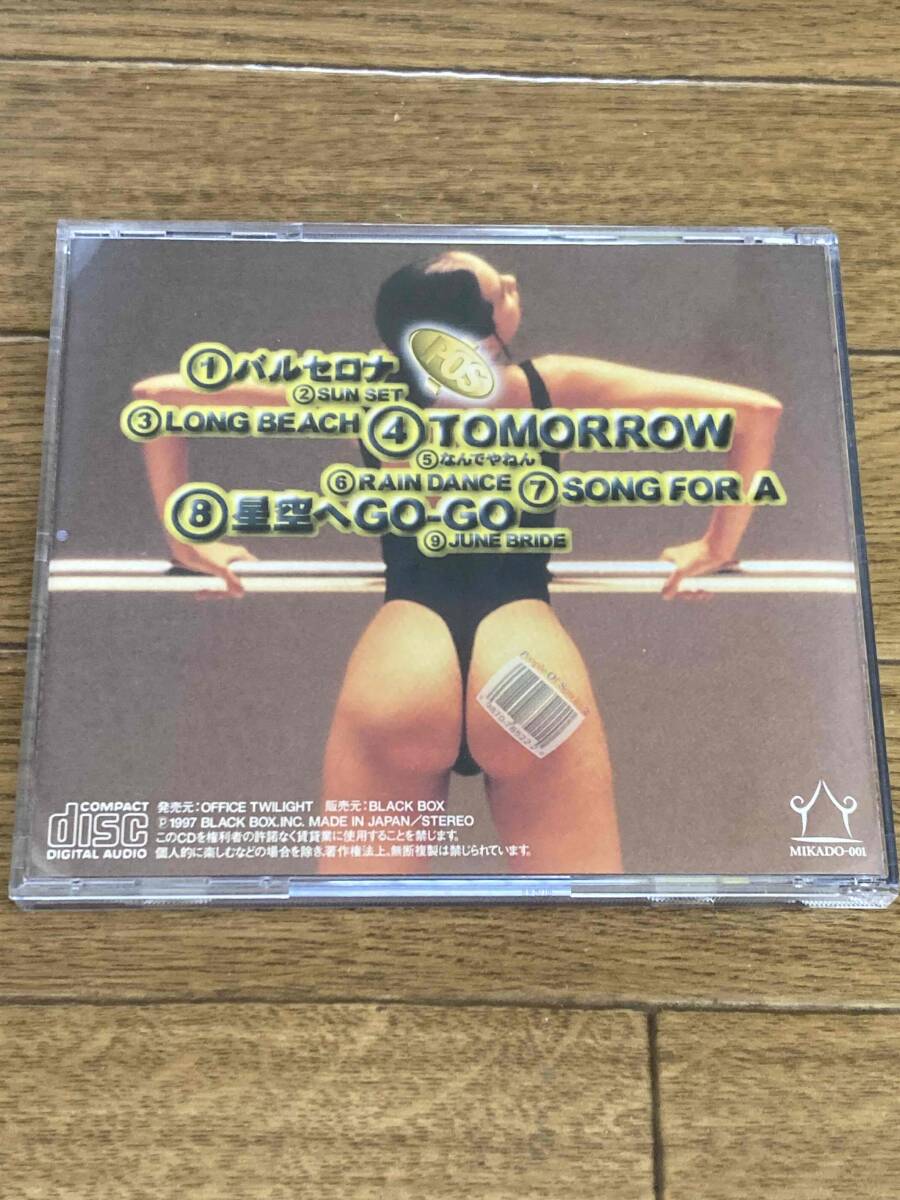 POS
①バルセロナ
②SUN SET
③LONG BEACH
④TOMORROW
⑤なんでやねん
⑥RAIN DANCE
⑦SONG FOR A
⑧星空へGO-GO
⑨JUNE BRIDE
COMPACT
disc
DIGITAL AUDIO
発売元:OFFICE TWILIGHT 販売元:BLACK BOX
Ⓟ1997 BLACK BOX.INC. MADE IN JAPAN/STEREO
このCDを権利者の許諾なく賃貸業に使用することを禁じます。
個人的に楽しむなどの場合を除き、著作権法上、無断複製は禁じられています。
MIKADO-001